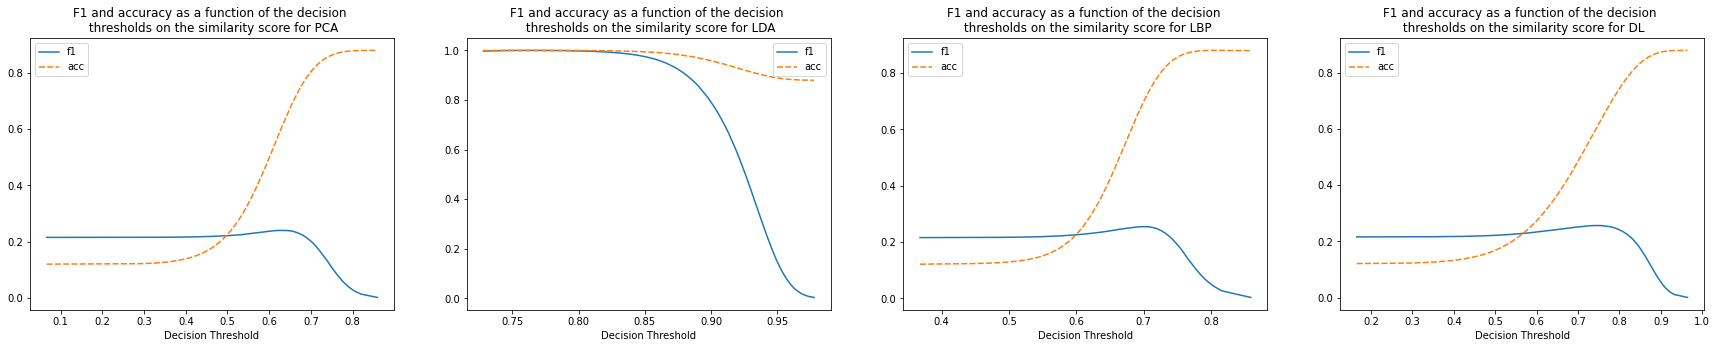 F1 and accuracy as a function of the decision
thresholds on the similarity score for PCA
f1
acc
0.8
0.6
0.4
0.2
0.0
0.1 0.2 0.3 0.4 0.5 0.6 0.7 0.8
Decision Threshold
F1 and accuracy as a function of the decision
thresholds on the similarity score for LDA
f1
acc
1.0
0.8
0.6
0.4
0.2
0.0
0.75 0.80 0.85 0.90 0.95
Decision Threshold
F1 and accuracy as a function of the decision
thresholds on the similarity score for LBP
f1
acc
0.8
0.6
0.4
0.2
0.0
0.4 0.5 0.6 0.7 0.8
Decision Threshold
F1 and accuracy as a function of the decision
thresholds on the similarity score for DL
f1
acc
0.8
0.6
0.4
0.2
0.0
0.2 0.3 0.4 0.5 0.6 0.7 0.8 0.9 1.0
Decision Threshold